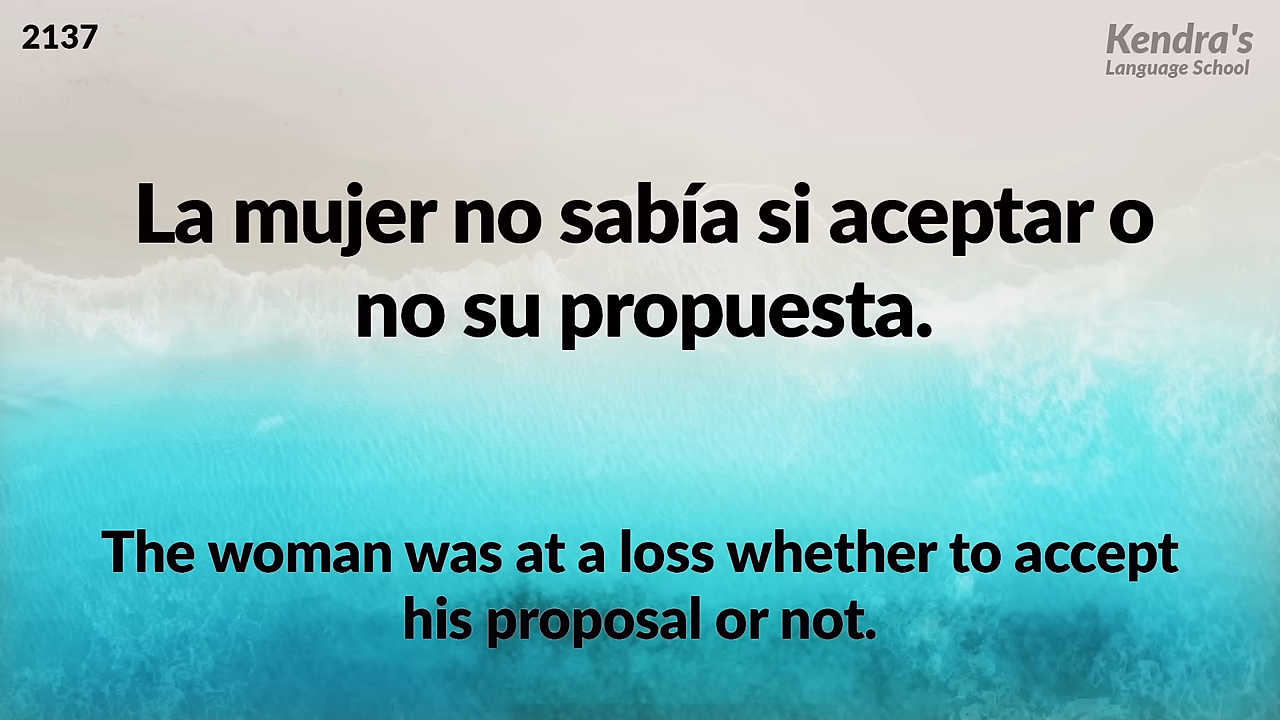 2137
Kendra's
Language School
La mujer no sabía si aceptar o
no su propuesta.
The woman was at a loss whether to accept
his proposal or not.